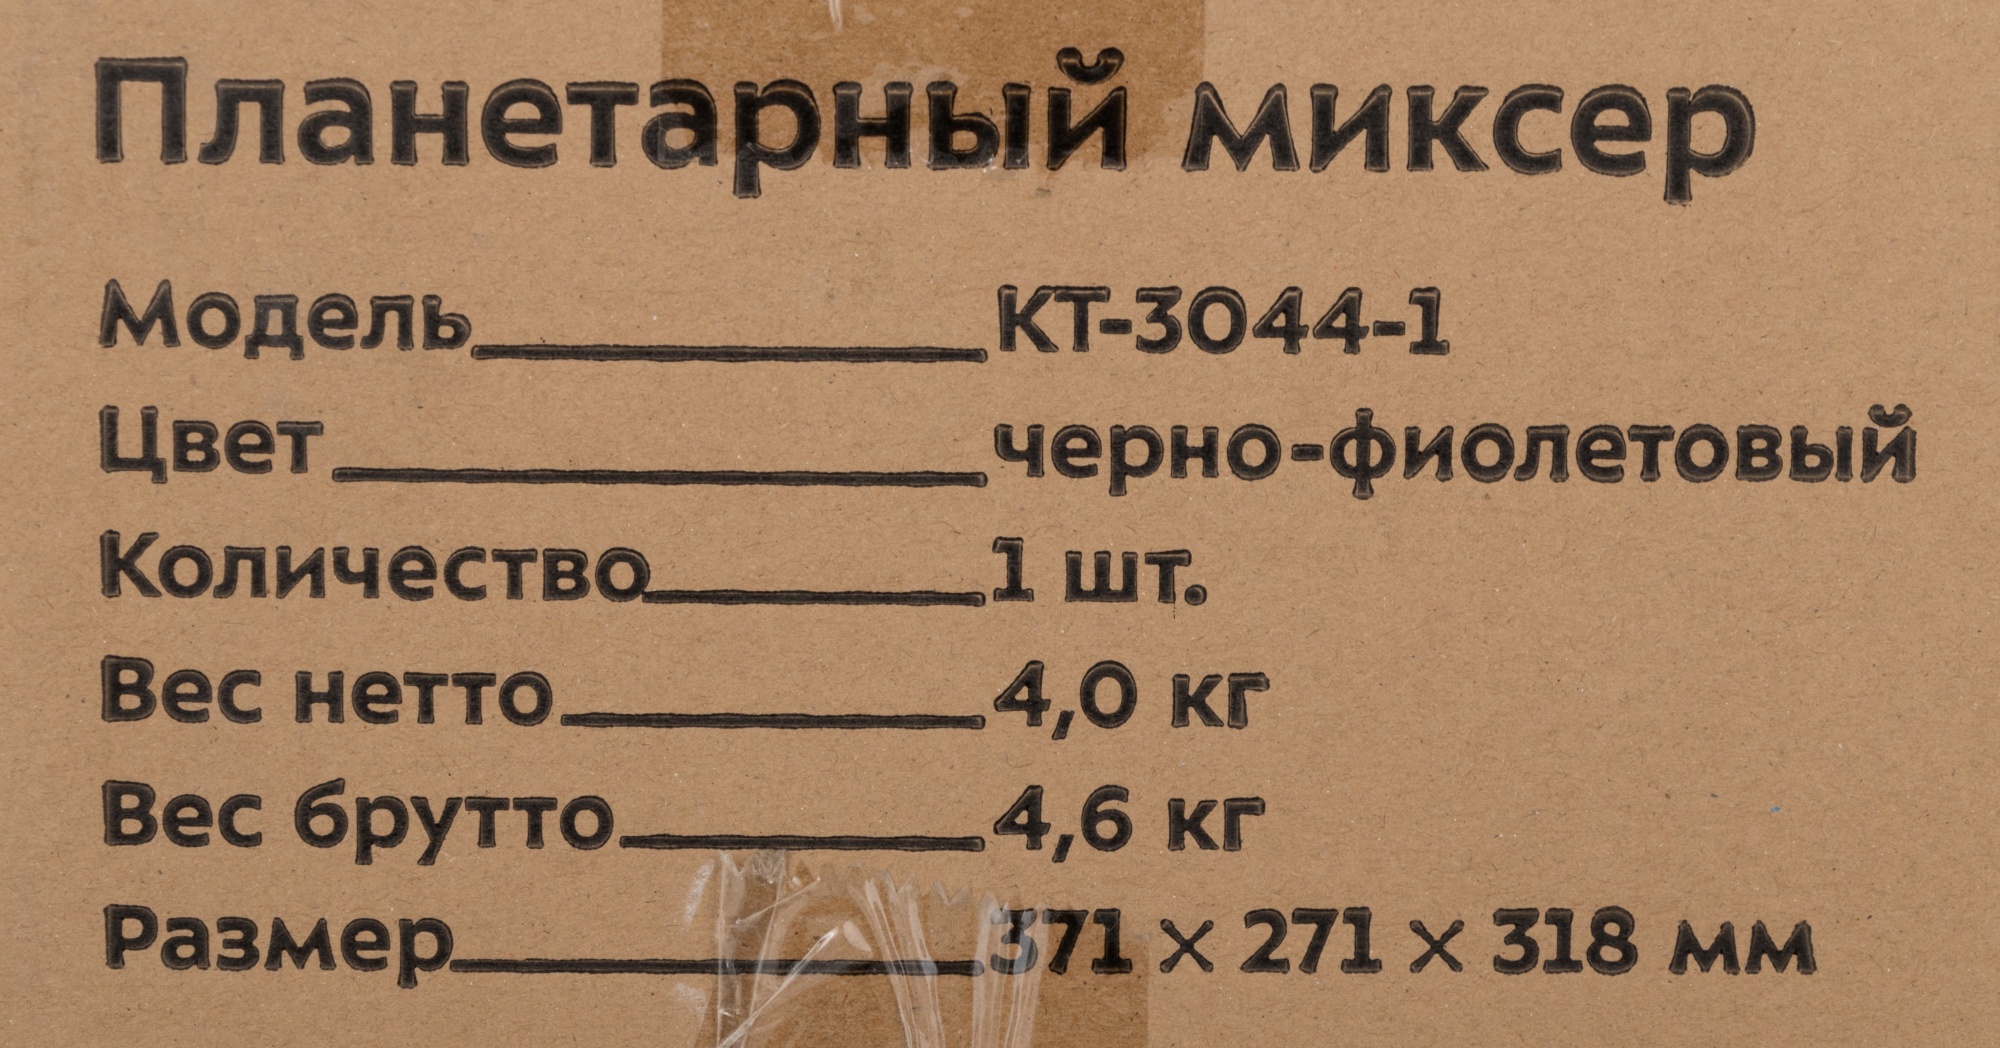 Планетарный миксер
Модель КТ-3044-1
Цвет черно-фиолетовый
Количество 1 шт.
Вес нетто 4,0 кг
Вес брутто 4,6 кг
Размер 371 x 271 x 318 мм